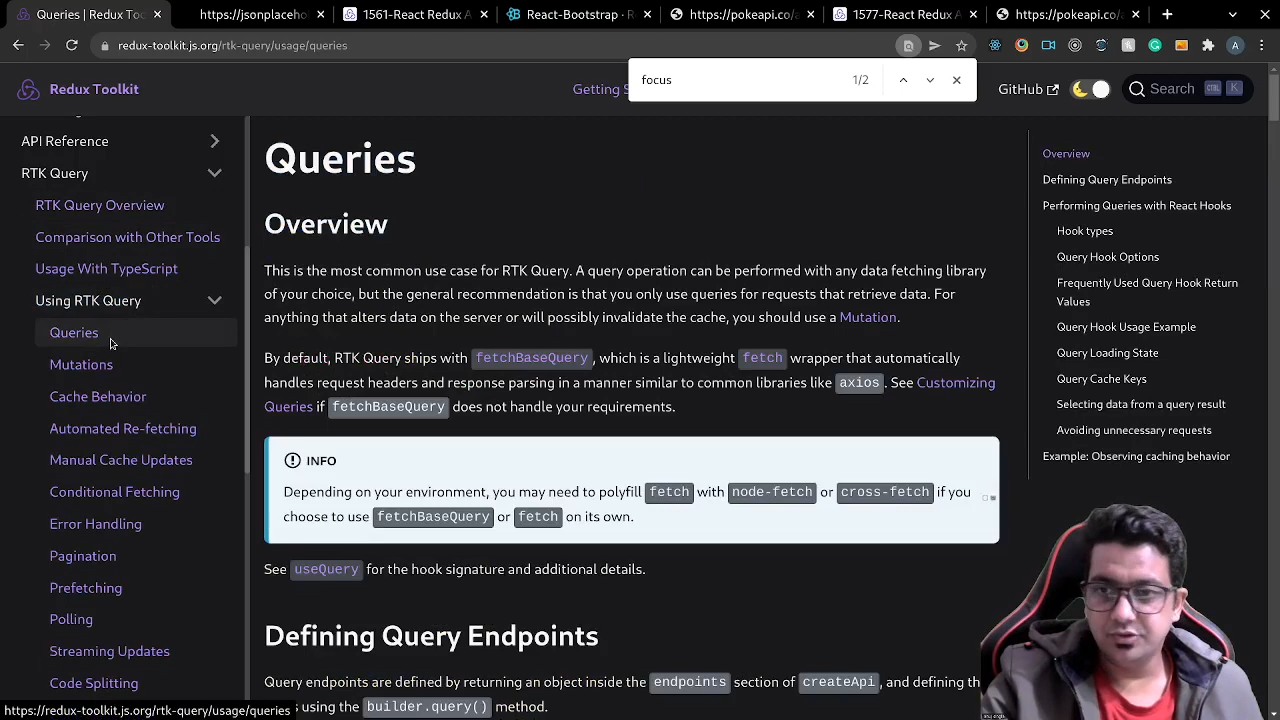 Queries | Redux Tool
https://jsonplaceho
1561-React Redux A
React-Bootstrap · R
https://pokeapi.co/
1577-React Redux A
https://pokeapi.co/
redux-toolkit.js.org/rtk-query/usage/queries
A
focus
1/2
Redux Toolkit
Getting S
GitHub
Search
ctrl
K
API Reference
RTK Query
RTK Query Overview
Comparison with Other Tools
Usage With TypeScript
Using RTK Query
Queries
Mutations
Cache Behavior
Automated Re-fetching
Manual Cache Updates
Conditional Fetching
Error Handling
Pagination
Prefetching
Polling
Streaming Updates
Code Splitting
https://redux-toolkit.js.org/rtk-query/usage/queries
Queries
Overview
This is the most common use case for RTK Query. A query operation can be performed with any data fetching library
of your choice, but the general recommendation is that you only use queries for requests that retrieve data. For
anything that alters data on the server or will possibly invalidate the cache, you should use a Mutation.
By default, RTK Query ships with fetchBaseQuery, which is a lightweight fetch wrapper that automatically
handles request headers and response parsing in a manner similar to common libraries like axios. See Customizing
Queries if fetchBaseQuery does not handle your requirements.
INFO
Depending on your environment, you may need to polyfill fetch with node-fetch or cross-fetch if you
choose to use fetchBaseQuery or fetch on its own.
See useQuery for the hook signature and additional details.
Defining Query Endpoints
Query endpoints are defined by returning an object inside the endpoints section of createApi, and defining th
using the builder.query() method.
Overview
Defining Query Endpoints
Performing Queries with React Hooks
Hook types
Query Hook Options
Frequently Used Query Hook Return
Values
Query Hook Usage Example
Query Loading State
Query Cache Keys
Selecting data from a query result
Avoiding unnecessary requests
Example: Observing caching behavior